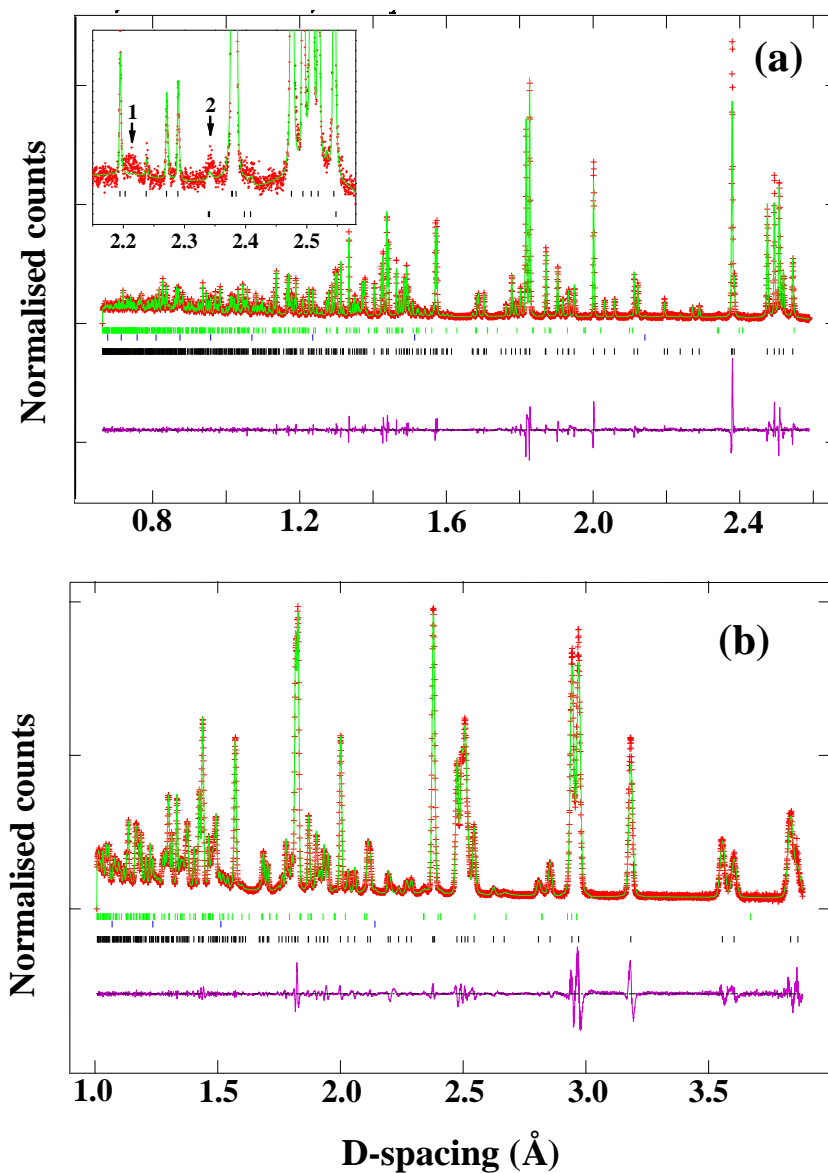 (a)
1
2
2.2 2.3 2.4 2.5
Normalised counts
0.8 1.2 1.6 2.0 2.4
(b)
Normalised counts
1.0 1.5 2.0 2.5 3.0 3.5
D-spacing (Å)